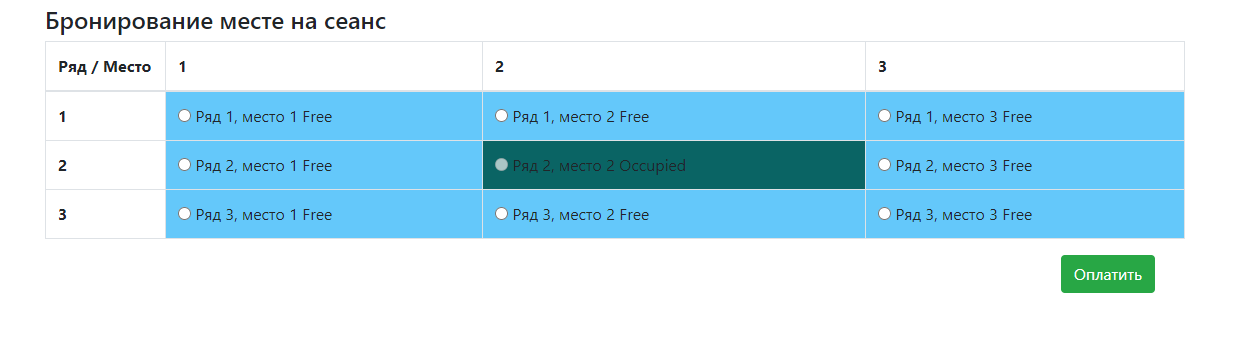 Бронирование месте на сеанс
Ряд / Место 1 2 3
1 Ряд 1, место 1 Free Ряд 1, место 2 Free Ряд 1, место 3 Free
2 Ряд 2, место 1 Free Ряд 2, место 2 Occupied Ряд 2, место 3 Free
3 Ряд 3, место 1 Free Ряд 3, место 2 Free Ряд 3, место 3 Free
Оплатить